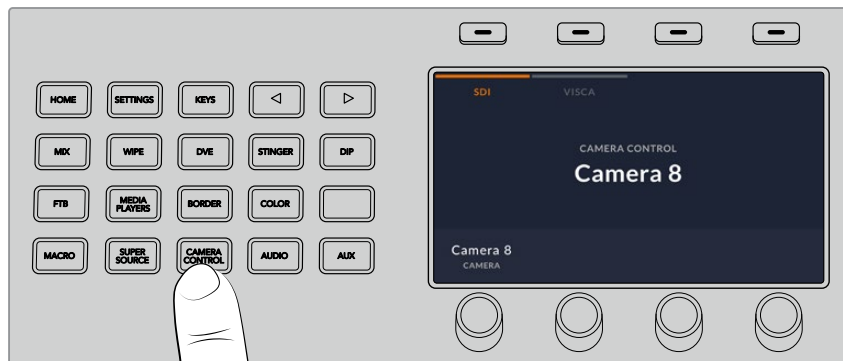 HOME SETTINGS KEYS
MIX WIPE DVE STINGER DIP
FTB MEDIA PLAYERS BORDER COLOR
MACRO SUPER SOURCE CAMERA CONTROL AUDIO AUX
SDI VISCA
CAMERA CONTROL
Camera 8
Camera 8
CAMERA